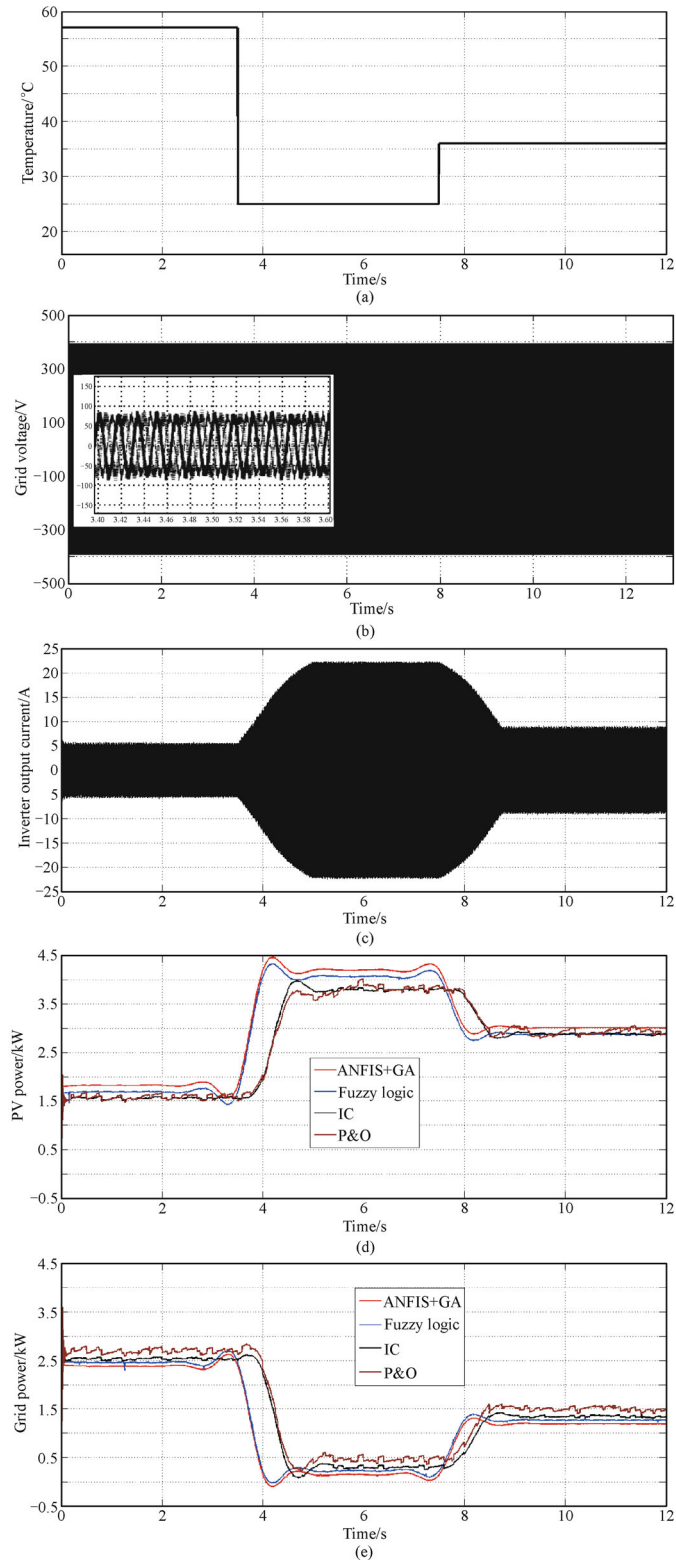 60
50
40
30
20
Temperature/°C
0 2 4 6 8 10 12
Time/s
(a)
500
300
100
−100
−300
−500
Grid voltage/V
150
100
50
0
−50
−100
−150
3.40 3.42 3.44 3.46 3.48 3.50 3.52 3.54 3.56 3.58 3.60
0 2 4 6 8 10 12
Time/s
(b)
25
20
15
10
5
0
5
−10
−15
−20
−25
Inverter output current/A
0 2 4 6 8 10 12
Time/s
(c)
4.5
3.5
2.5
1.5
0.5
−0.5
PV power/kW
ANFIS+GA
Fuzzy logic
IC
P&O
0 2 4 6 8 10 12
Time/s
(d)
4.5
3.5
2.5
1.5
0.5
−0.5
Grid power/kW
ANFIS+GA
Fuzzy logic
IC
P&O
0 2 4 6 8 10 12
Time/s
(e)